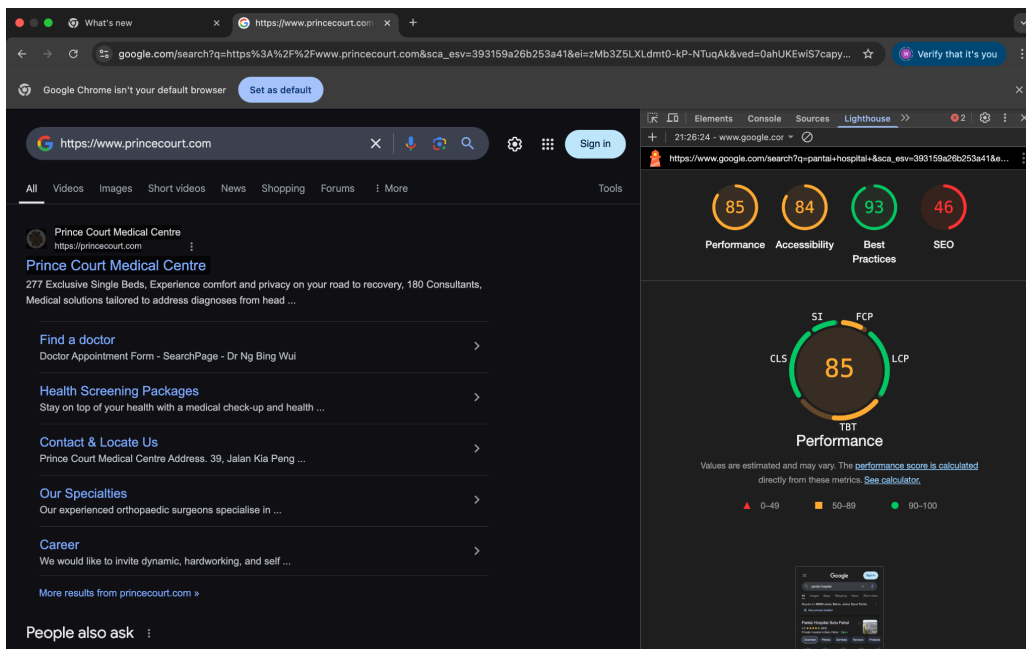 What's new
https://www.princecourt.com
google.com/search?q=https%3A%2F%2Fwww.princecourt.com&sca_esv=393159a26b253a41&ei=zMb3Z5LXLdmt0-kP-NTuqAk&ved=0ahUKEwiS7capy...
Verify that it's you
Google Chrome isn't your default browser
Set as default
https://www.princecourt.com
Sign in
All
Videos
Images
Short videos
News
Shopping
Forums
More
Tools
Prince Court Medical Centre
https://princecourt.com
Prince Court Medical Centre
277 Exclusive Single Beds, Experience comfort and privacy on your road to recovery, 180 Consultants,
Medical solutions tailored to address diagnoses from head ...
Find a doctor
Doctor Appointment Form - SearchPage - Dr Ng Bing Wui
Health Screening Packages
Stay on top of your health with a medical check-up and health ...
Contact & Locate Us
Prince Court Medical Centre Address. 39, Jalan Kia Peng ...
Our Specialties
Our experienced orthopaedic surgeons specialise in ...
Career
We would like to invite dynamic, hardworking, and self ...
More results from princecourt.com »
People also ask
Elements
Console
Sources
Lighthouse
2
21:26:24 - www.google.cor
https://www.google.com/search?q=pantai+hospital+&sca_esv=393159a26b253a41&e...
85
84
93
46
Performance
Accessibility
Best
Practices
SEO
SI
FCP
CLS
LCP
85
TBT
Performance
Values are estimated and may vary. The performance score is calculated
directly from these metrics. See calculator.
0–49
50–89
90–100
Google
Sign in
pantai hospital